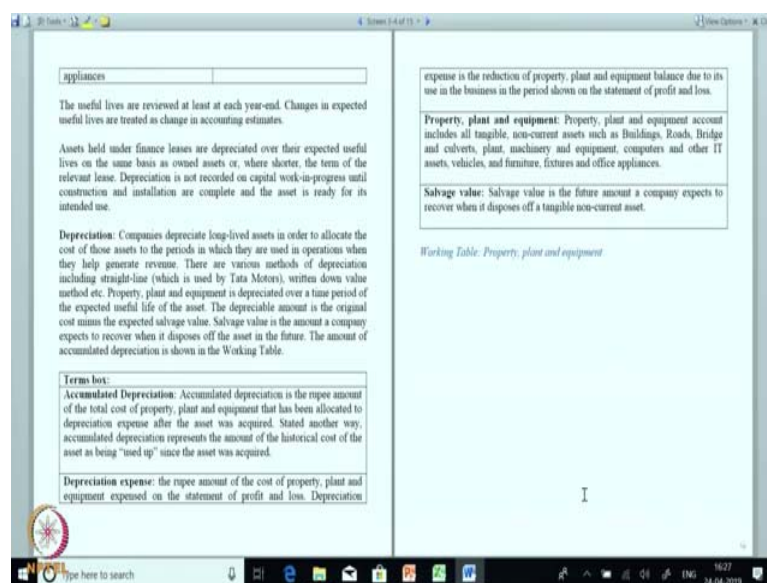 Tools
Screen 3-4 of 15
View Options
appliances
The useful lives are reviewed at least at each year-end. Changes in expected
useful lives are treated as change in accounting estimates.
Assets held under finance leases are depreciated over their expected useful
lives on the same basis as owned assets or, where shorter, the term of the
relevant lease. Depreciation is not recorded on capital work-in-progress until
construction and installation are complete and the asset is ready for its
intended use.
Depreciation: Companies depreciate long-lived assets in order to allocate the
cost of those assets to the periods in which they are used in operations when
they help generate revenue. There are various methods of depreciation
including straight-line (which is used by Tata Motors), written down value
method etc. Property, plant and equipment is depreciated over a time period of
the expected useful life of the asset. The depreciable amount is the original
cost minus the expected salvage value. Salvage value is the amount a company
expects to recover when it disposes off the asset in the future. The amount of
accumulated depreciation is shown in the Working Table.
Terms box:
Accumulated Depreciation: Accumulated depreciation is the rupee amount
of the total cost of property, plant and equipment that has been allocated to
depreciation expense after the asset was acquired. Stated another way,
accumulated depreciation represents the amount of the historical cost of the
asset as being "used up" since the asset was acquired.
Depreciation expense: the rupee amount of the cost of property, plant and
equipment expensed on the statement of profit and loss. Depreciation
expense is the reduction of property, plant and equipment balance due to its
use in the business in the period shown on the statement of profit and loss.
Property, plant and equipment: Property, plant and equipment account
includes all tangible, non-current assets such as Buildings, Roads, Bridge
and culverts, plant, machinery and equipment, computers and other IT
assets, vehicles, and furniture, fixtures and office appliances.
Salvage value: Salvage value is the future amount a company expects to
recover when it disposes off a tangible non-current asset.
Working Table: Property, plant and equipment
NPTEL
Type here to search
ENG
16:27
24-04-2019